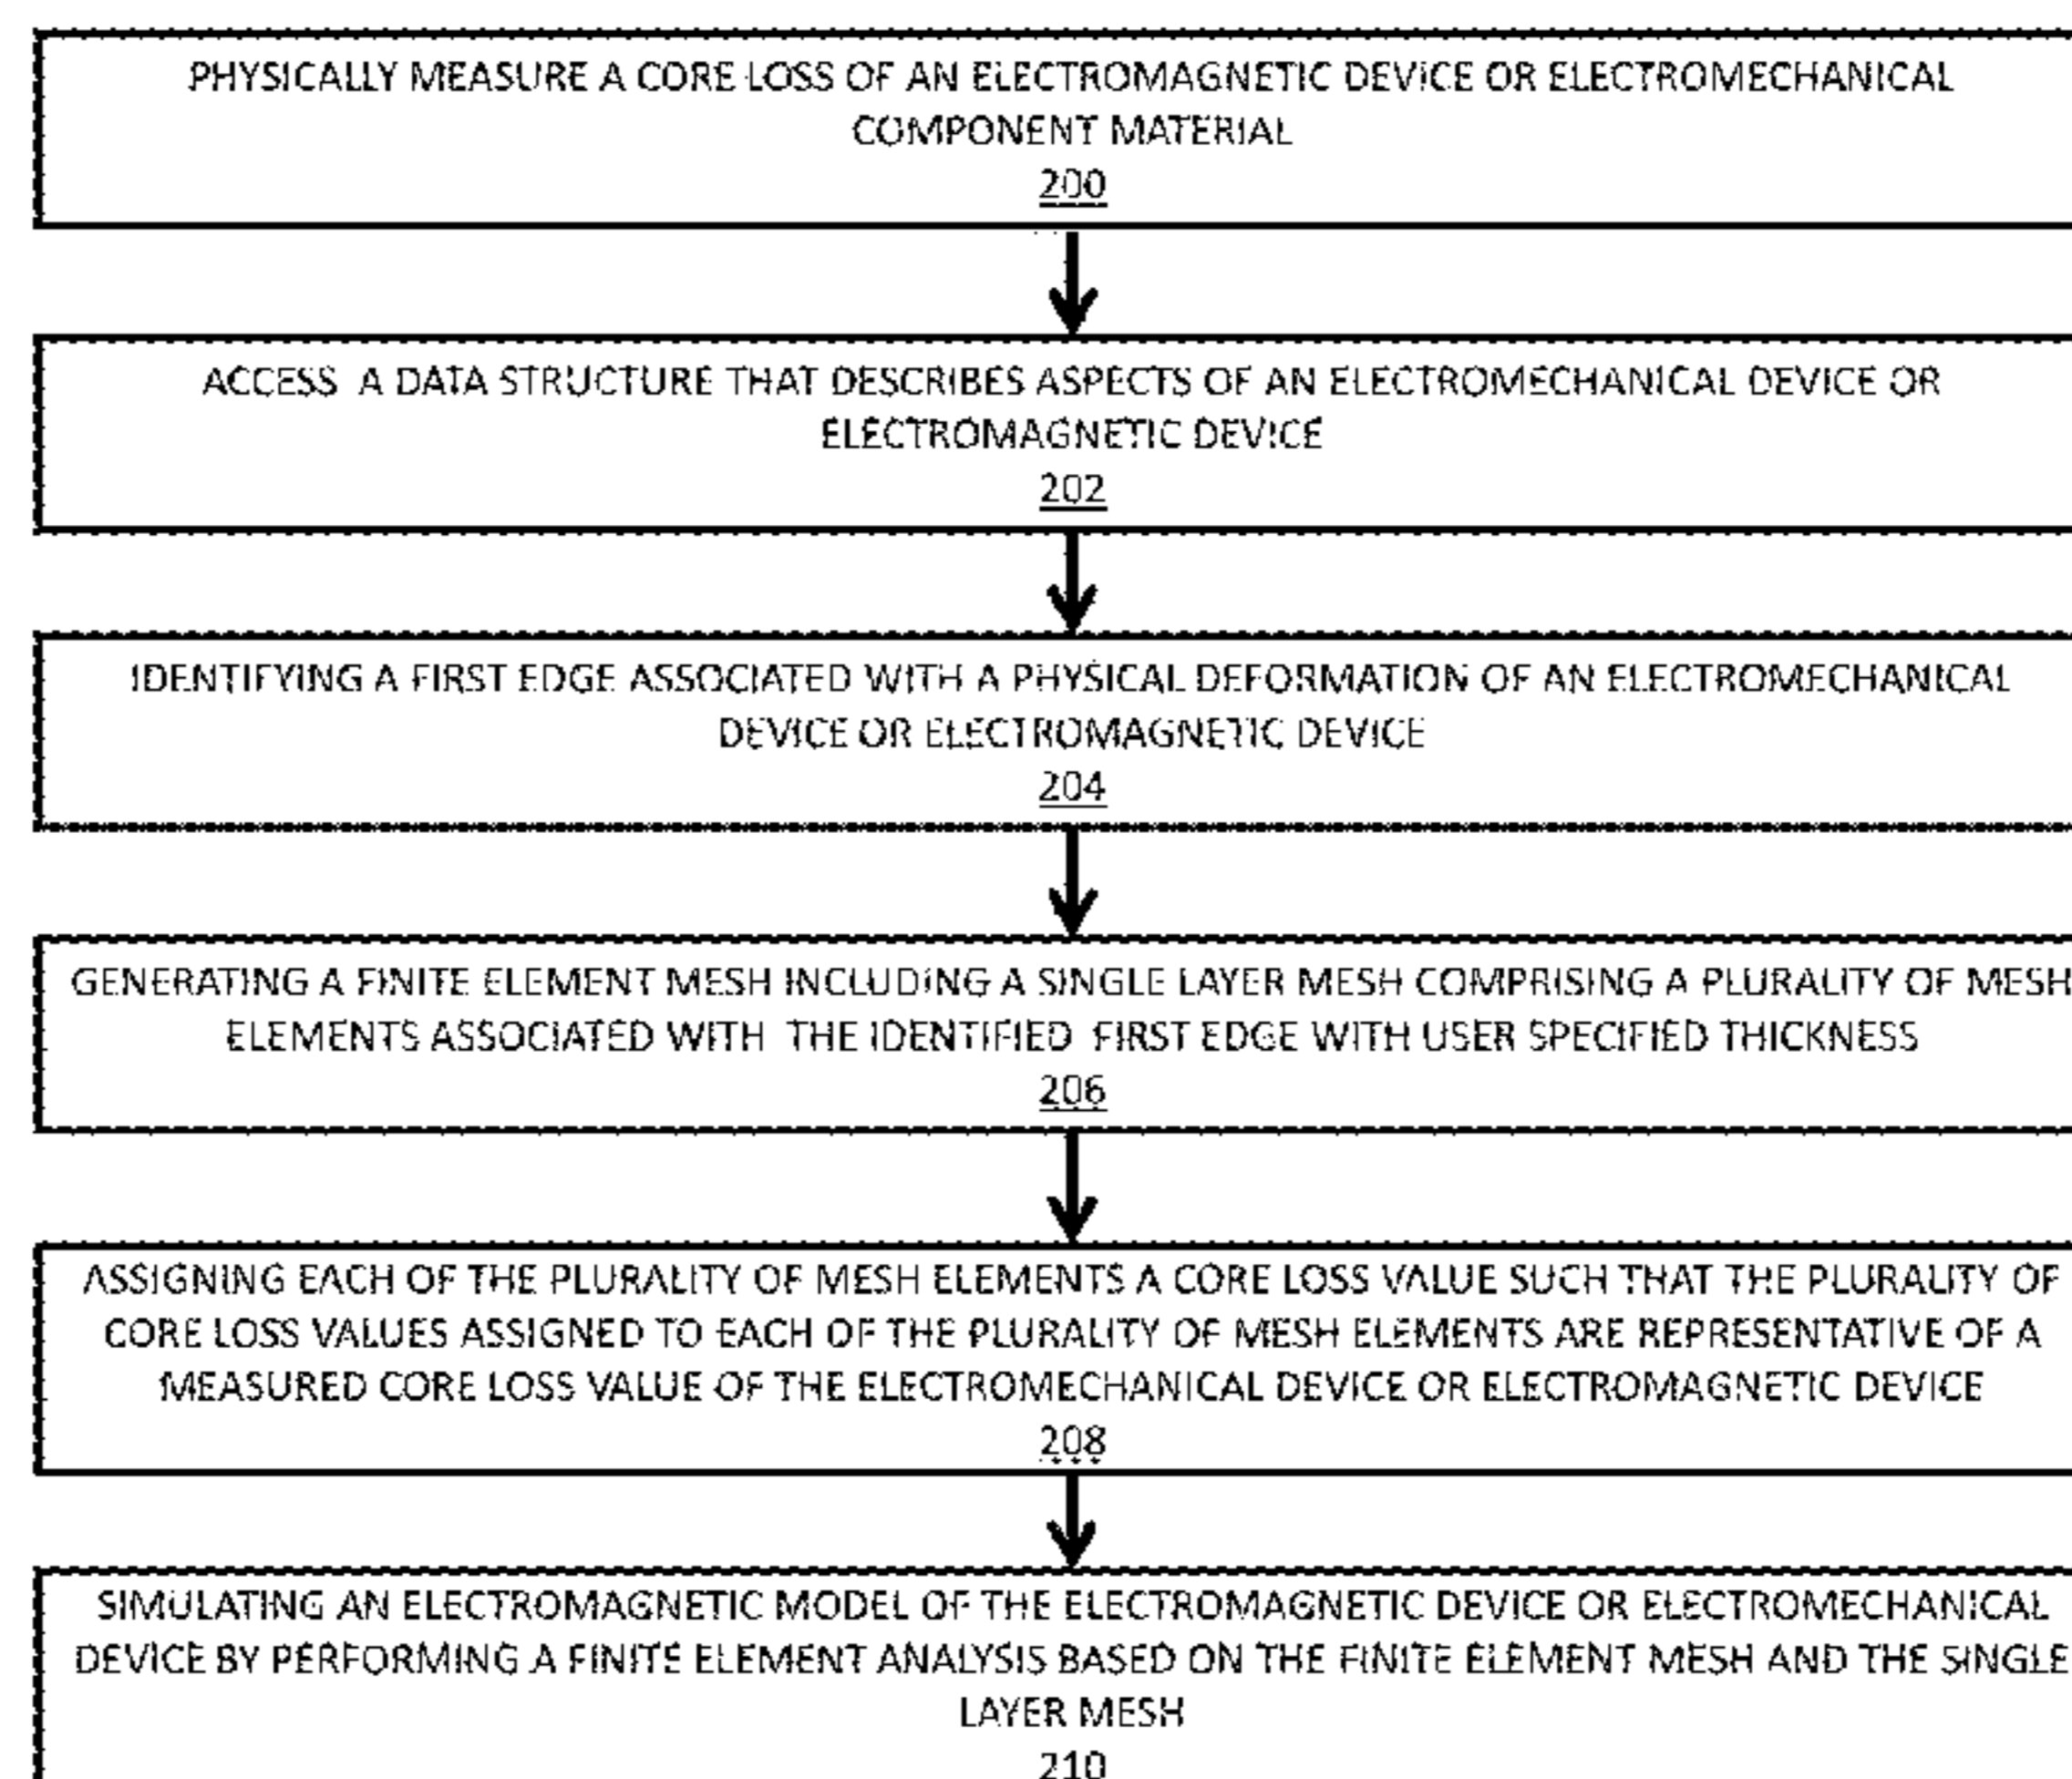 PHYSICALLY MEASURE A CORE LOSS OF AN ELECTROMAGNETIC DEVICE OR ELECTROMECHANICAL
COMPONENT MATERIAL
200
ACCESS A DATA STRUCTURE THAT DESCRIBES ASPECTS OF AN ELECTROMECHANICAL DEVICE OR
ELECTROMAGNETIC DEVICE
202
IDENTIFYING A FIRST EDGE ASSOCIATED WITH A PHYSICAL DEFORMATION OF AN ELECTROMECHANICAL
DEVICE OR ELECTROMAGNETIC DEVICE
204
GENERATING A FINITE ELEMENT MESH INCLUDING A SINGLE LAYER MESH COMPRISING A PLURALITY OF MESH
ELEMENTS ASSOCIATED WITH THE IDENTIFIED FIRST EDGE WITH USER SPECIFIED THICKNESS
206
ASSIGNING EACH OF THE PLURALITY OF MESH ELEMENTS A CORE LOSS VALUE SUCH THAT THE PLURALITY OF
CORE LOSS VALUES ASSIGNED TO EACH OF THE PLURALITY OF MESH ELEMENTS ARE REPRESENTATIVE OF A
MEASURED CORE LOSS VALUE OF THE ELECTROMECHANICAL DEVICE OR ELECTROMAGNETIC DEVICE
208
SIMULATING AN ELECTROMAGNETIC MODEL OF THE ELECTROMAGNETIC DEVICE OR ELECTROMECHANICAL
DEVICE BY PERFORMING A FINITE ELEMENT ANALYSIS BASED ON THE FINITE ELEMENT MESH AND THE SINGLE
LAYER MESH
210